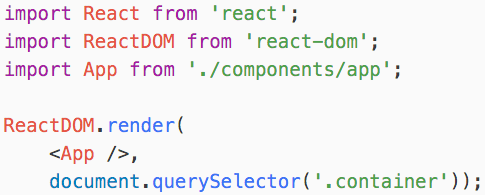 import React from 'react';
import ReactDOM from 'react-dom';
import App from './components/app';

ReactDOM.render(
    <App />,
    document.querySelector('.container'));